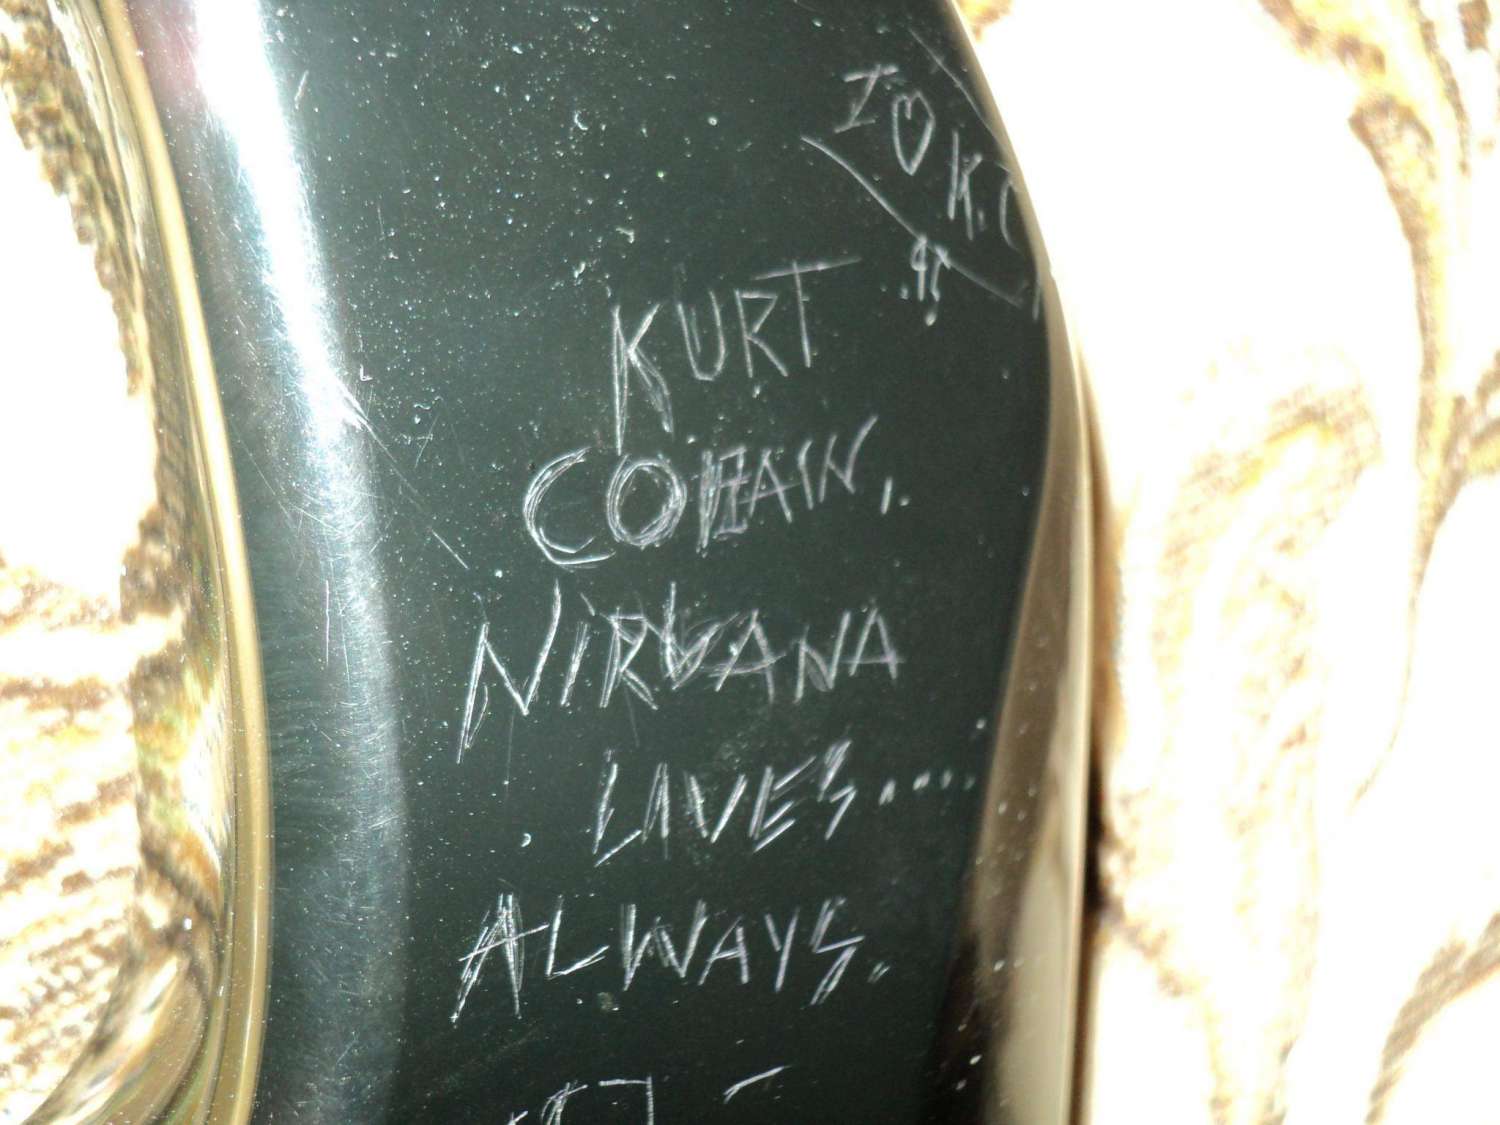 I ♡ K.C
KURT
COBAIN,.
NIRVANA
LIVES....
ALWAYS.